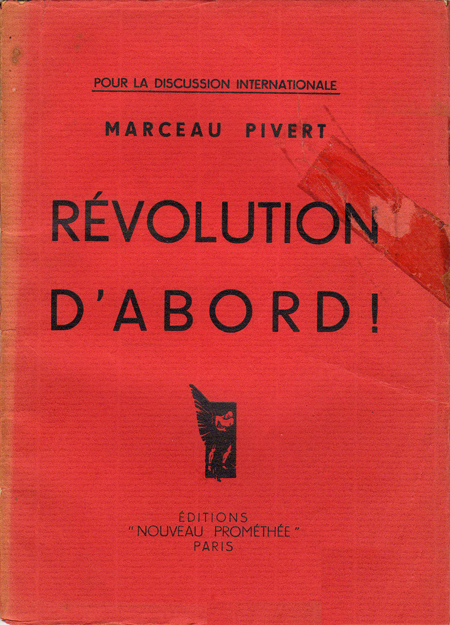 POUR LA DISCUSSION INTERNATIONALE
MARCEAU PIVERT
RÉVOLUTION
D'ABORD !
ÉDITIONS
"NOUVEAU PROMÉTHÉE"
PARIS